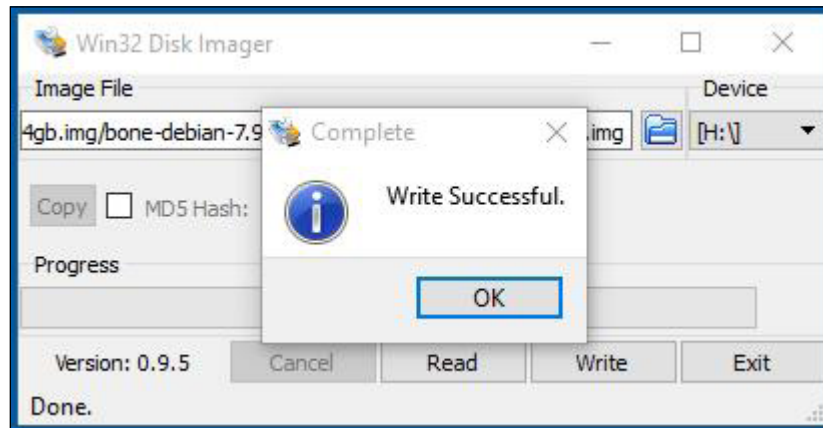 Win32 Disk Imager
Image File
Device
4gb.img/bone-debian-7.9
.img
[H:\]
Complete
Write Successful.
OK
Copy
MD5 Hash:
Progress
Version: 0.9.5
Cancel
Read
Write
Exit
Done.